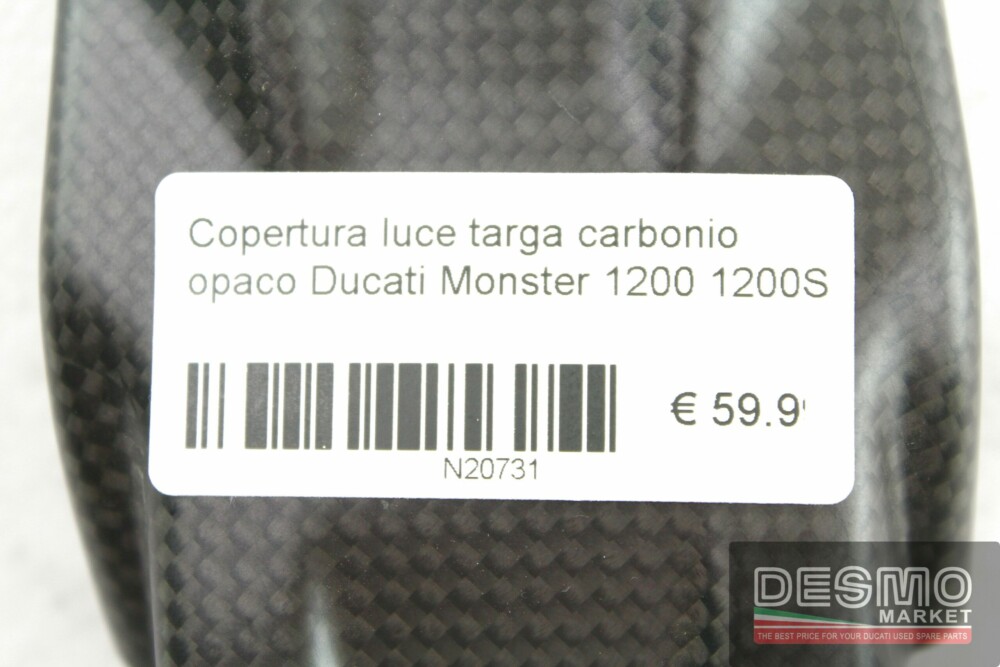 Copertura luce targa carbonio
opaco Ducati Monster 1200 1200S
€ 59.9
N20731
DESMO
MARKET
THE BEST PRICE FOR YOUR DUCATI USED SPARE PARTS